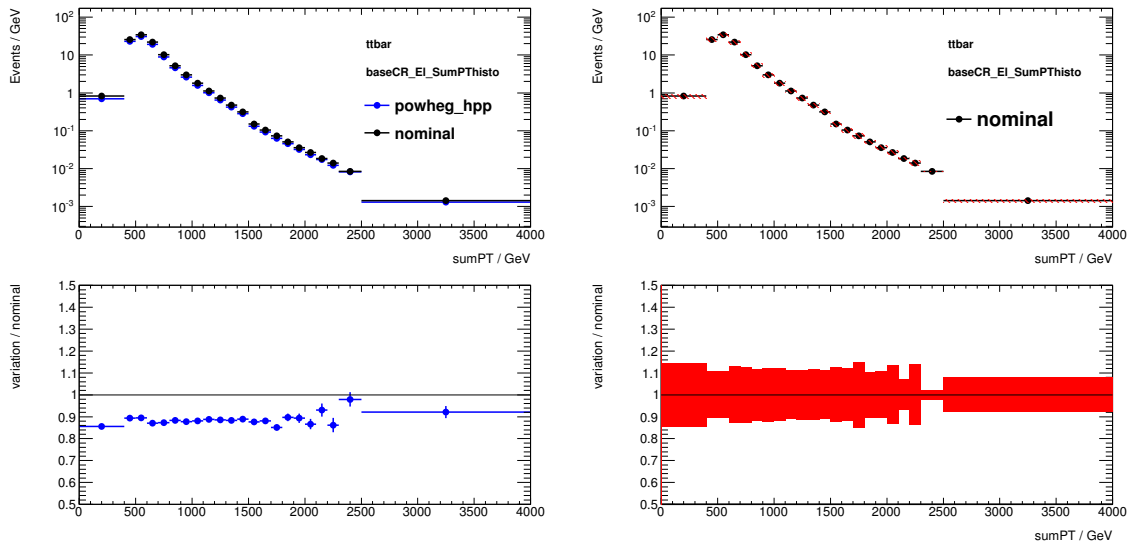 Events / GeV
10²
10
1
10⁻¹
10⁻²
10⁻³
ttbar
baseCR_El_SumPThisto
powheg_hpp
nominal
0 500 1000 1500 2000 2500 3000 3500 4000
sumPT / GeV
Events / GeV
10²
10
1
10⁻¹
10⁻²
10⁻³
ttbar
baseCR_El_SumPThisto
nominal
0 500 1000 1500 2000 2500 3000 3500 4000
sumPT / GeV
variation / nominal
1.5
1.4
1.3
1.2
1.1
1
0.9
0.8
0.7
0.6
0.5
0 500 1000 1500 2000 2500 3000 3500 4000
sumPT / GeV
variation / nominal
1.5
1.4
1.3
1.2
1.1
1
0.9
0.8
0.7
0.6
0.5
0 500 1000 1500 2000 2500 3000 3500 4000
sumPT / GeV